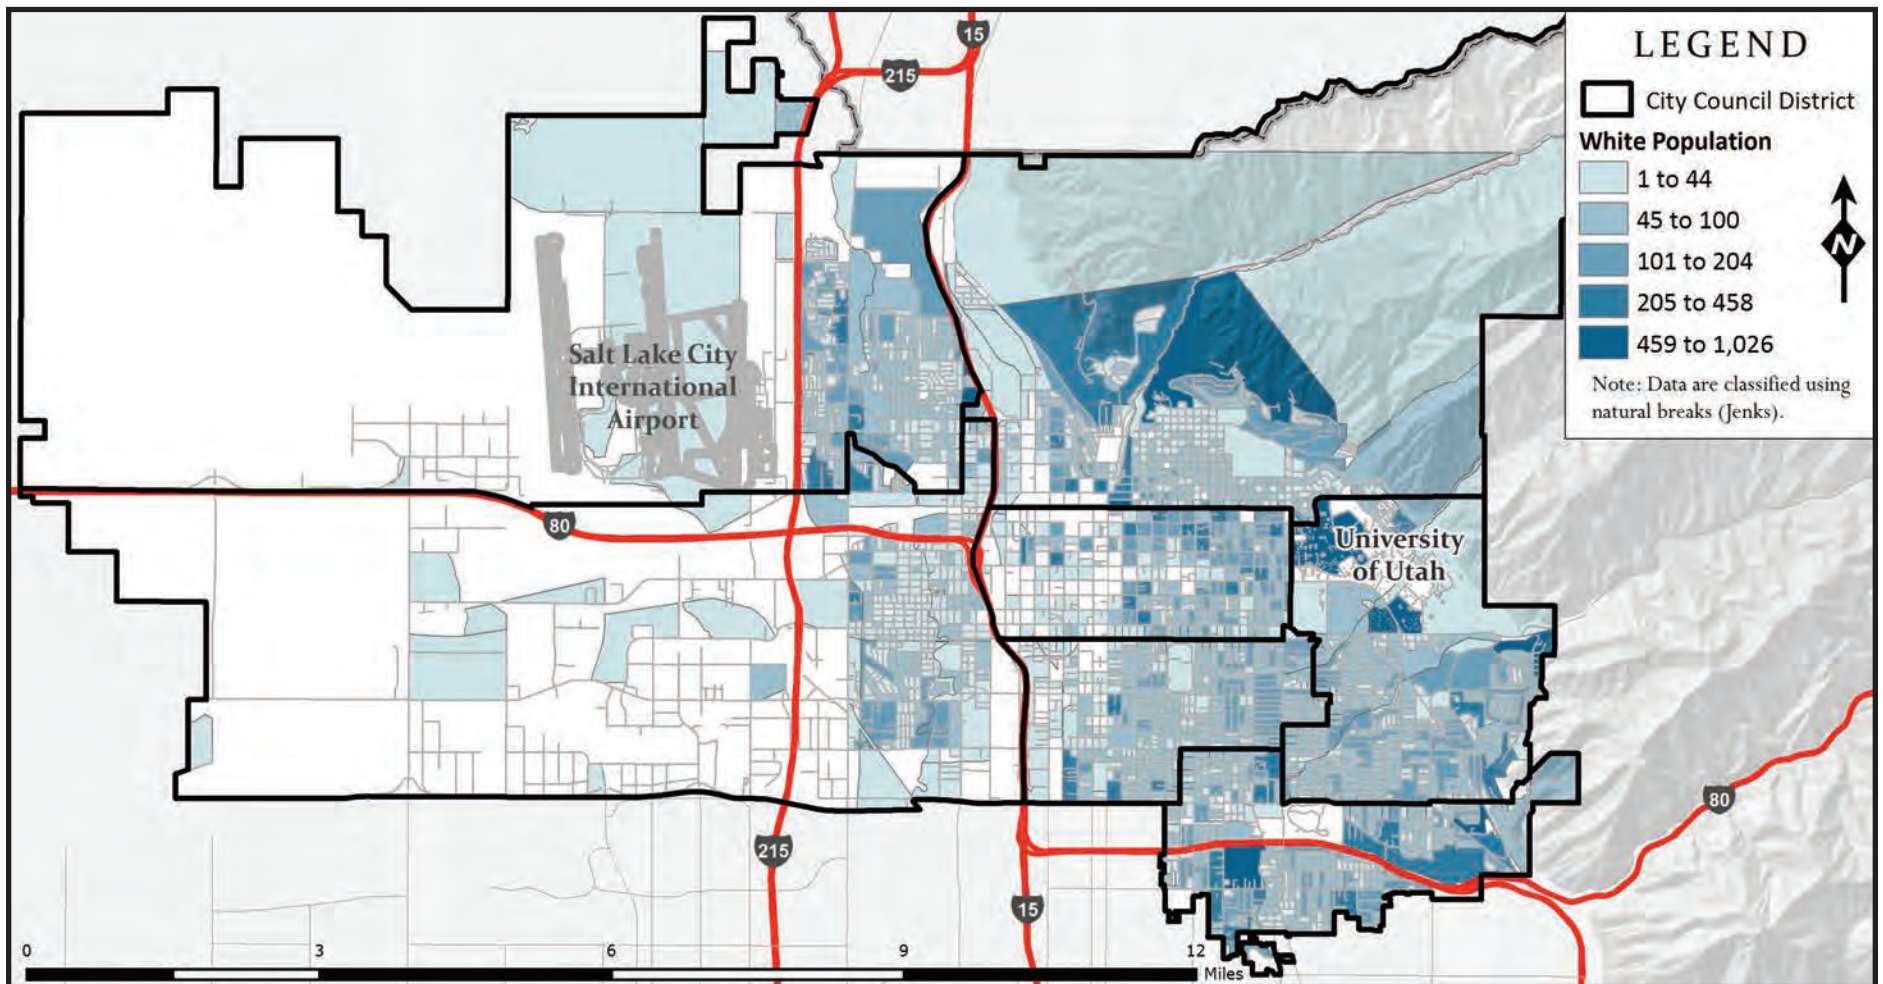 15
215
LEGEND
City Council District
White Population
1 to 44
45 to 100
101 to 204
205 to 458
459 to 1,026
Note: Data are classified using
natural breaks (Jenks).
N
Salt Lake City
International
Airport
80
University
of Utah
80
215
15
0 3 6 9 12
Miles